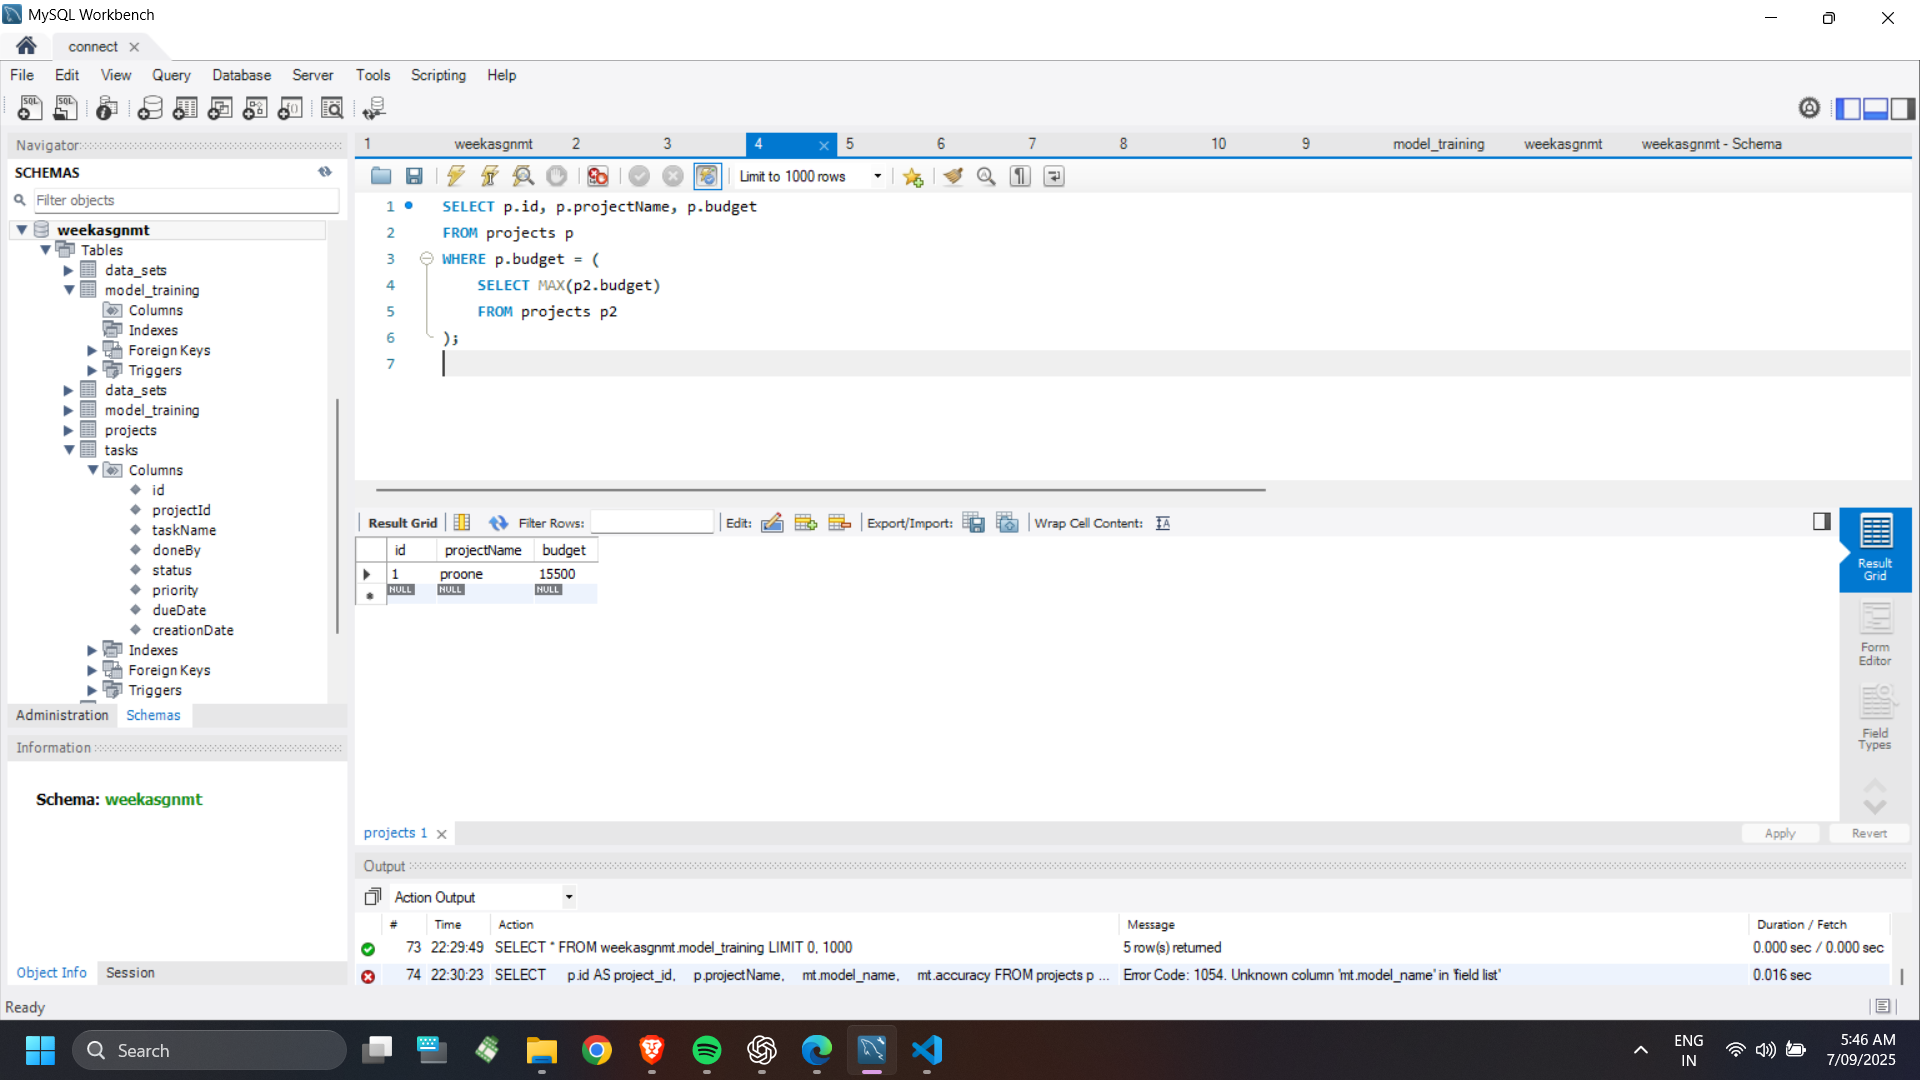 MySQL Workbench
connect
File Edit View Query Database Server Tools Scripting Help
Navigator
SCHEMAS
Filter objects
weekasgnmt
Tables
data_sets
model_training
Columns
Indexes
Foreign Keys
Triggers
data_sets
model_training
projects
tasks
Columns
id
projectId
taskName
doneBy
status
priority
dueDate
creationDate
Indexes
Foreign Keys
Triggers
Administration Schemas
Information
Schema: weekasgnmt
Object Info Session
Ready
1 weekasgnmt 2 3 4 5 6 7 8 10 9 model_training weekasgnmt weekasgnmt - Schema
Limit to 1000 rows
1 SELECT p.id, p.projectName, p.budget
2 FROM projects p
3 WHERE p.budget = (
4 SELECT MAX(p2.budget)
5 FROM projects p2
6 );
7
Result Grid Filter Rows: Edit: Export/Import: Wrap Cell Content:
id projectName budget
1 proone 15500
NULL NULL NULL
Result
Grid
Form
Editor
Field
Types
projects 1
Apply Revert
Output
Action Output
# Time Action Message Duration / Fetch
73 22:29:49 SELECT * FROM weekasgnmt.model_training LIMIT 0, 1000 5 row(s) returned 0.000 sec / 0.000 sec
74 22:30:23 SELECT p.id AS project_id, p.projectName, mt.model_name, mt.accuracy FROM projects p ... Error Code: 1054. Unknown column 'mt.model_name' in 'field list' 0.016 sec
Search
ENG
IN
5:46 AM
7/09/2025